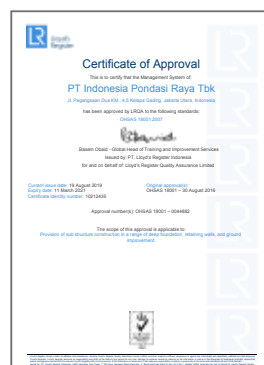 LR
Lloyd's
Register
Certificate of Approval
This is to certify that the Management System of:
PT Indonesia Pondasi Raya Tbk
Jl. Pegangsaan Dua KM., 4,5 Kelapa Gading, Jakarta Utara, Indonesia
has been approved by LRQA to the following standards:
OHSAS 18001:2007
Basem Obaid - Global Head of Training and Improvement Services
Issued by: PT. Lloyd's Register Indonesia
for and on behalf of: Lloyd's Register Quality Assurance Limited
Current issue date: 19 August 2019
Expiry date: 11 March 2021
Certificate identity number: 10212435
Original approval(s):
OHSAS 18001 – 30 August 2016
Approval number(s): OHSAS 18001 – 0044882
The scope of this approval is applicable to:
Provision of sub-structure construction in a range of deep foundation, retaining walls, and ground
improvement.